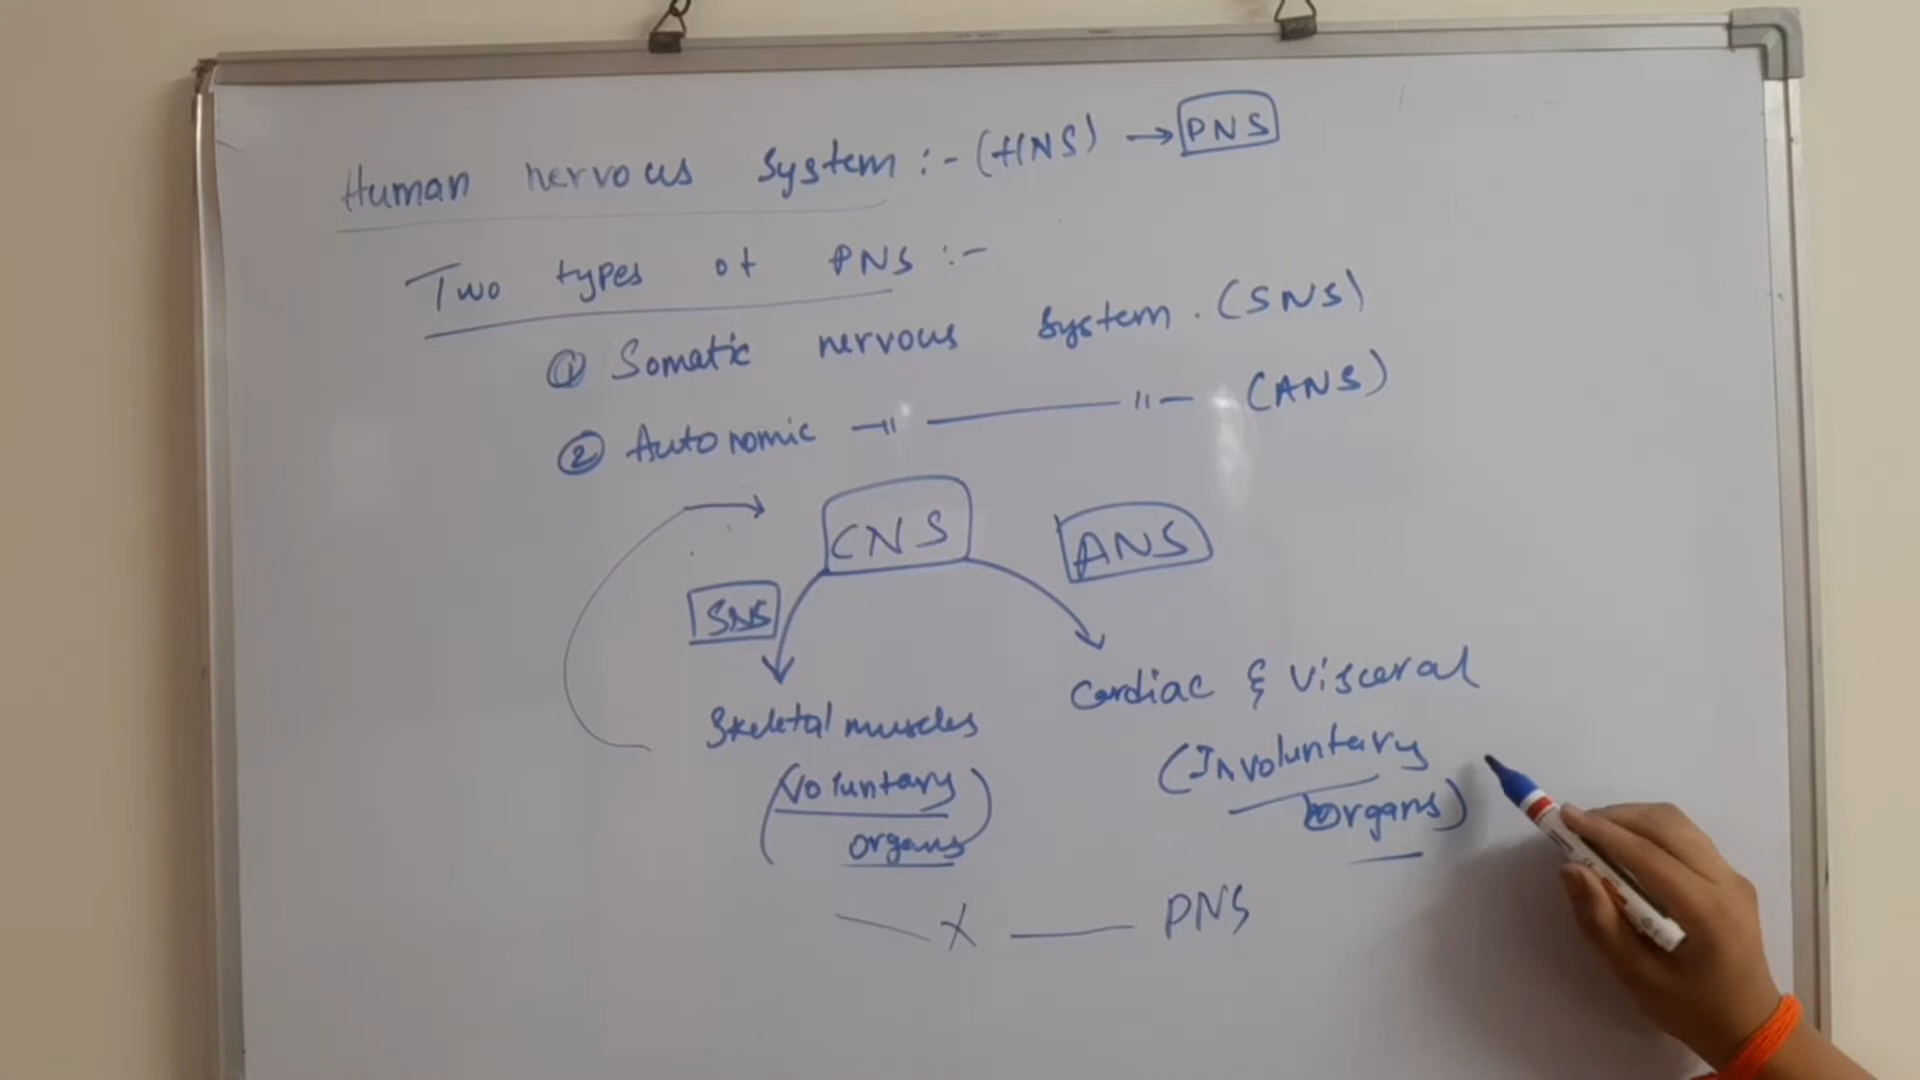 Human nervous system :- (HNS) → PNS
Two types of PNS :-
① Somatic nervous system. (SNS)
② Autonomic —〃— ——— 〃— (ANS)
CNS
ANS
SNS
Cardiac & Visceral
Skeletal muscles
(Involuntary
organs)
(Voluntary
organs)
— X —— PNS